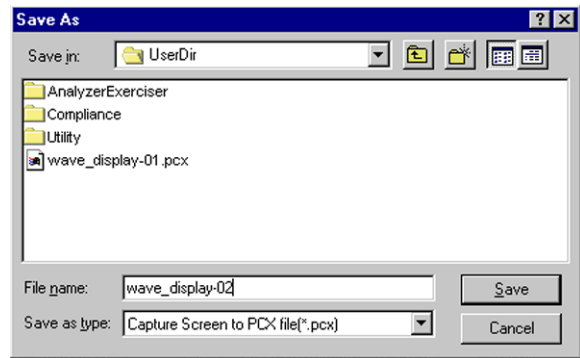 Save As
Save in: UserDir
AnalyzerExerciser
Compliance
Utility
wave_display-01.pcx
File name: wave_display-02 Save
Save as type: Capture Screen to PCX file(*.pcx) Cancel